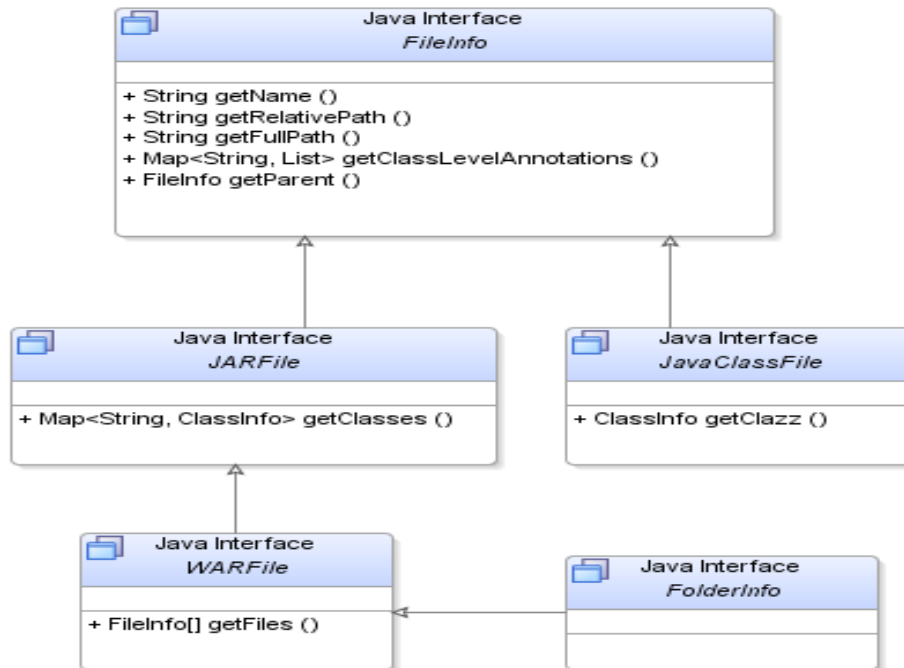 Java Interface
FileInfo
+ String getName ()
+ String getRelativePath ()
+ String getFullPath ()
+ Map<String, List> getClassLevelAnnotations ()
+ FileInfo getParent ()
Java Interface
JARFile
+ Map<String, ClassInfo> getClasses ()
Java Interface
JavaClassFile
+ ClassInfo getClazz ()
Java Interface
WARFile
+ FileInfo[] getFiles ()
Java Interface
FolderInfo